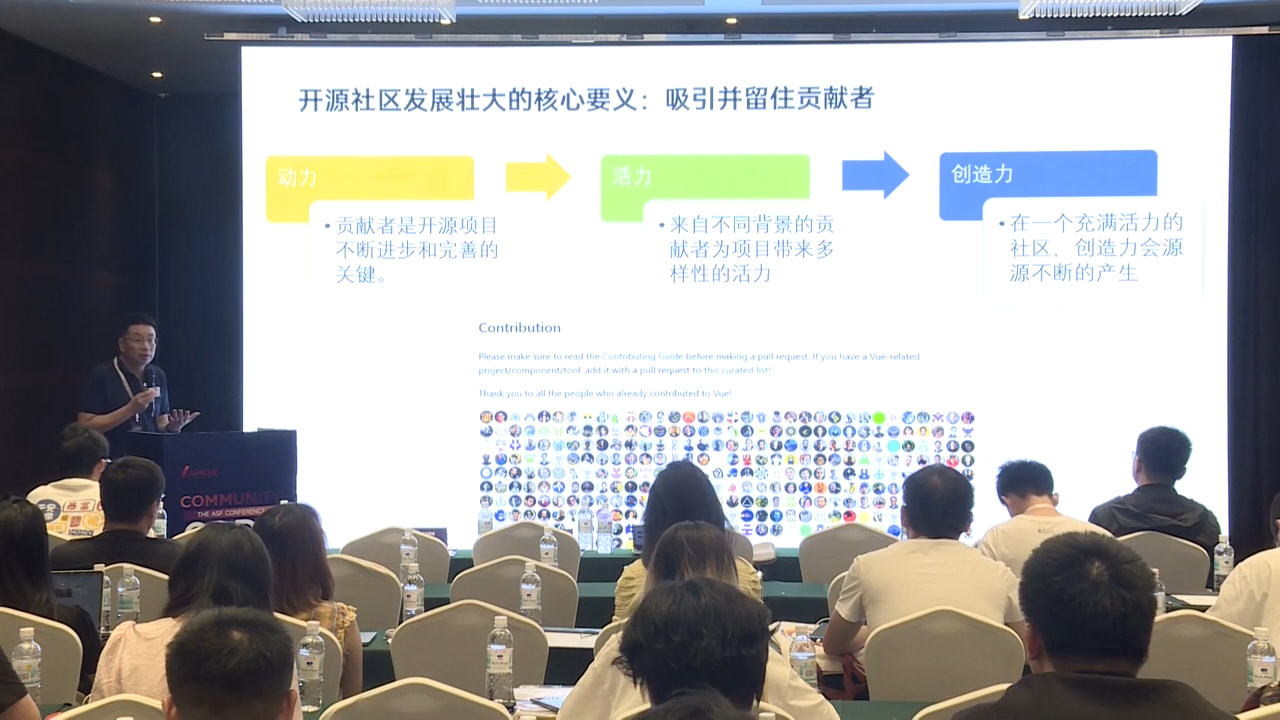 开源社区发展壮大的核心要义：吸引并留住贡献者
动力
• 贡献者是开源项目
不断进步和完善的
关键。
活力
• 来自不同背景的贡
献者为项目带来多
样性的活力
创造力
• 在一个充满活力的
社区，创造力会源
源不断的产生
Contribution
Please make sure to read the Contributing Guide before making a pull request. If you have a Vue-related
project/component/tool, add it with a pull request to this curated list!
Thank you to all the people who already contributed to Vue!
APACHE
COMMUNIT
THE ASF CONFERENCE